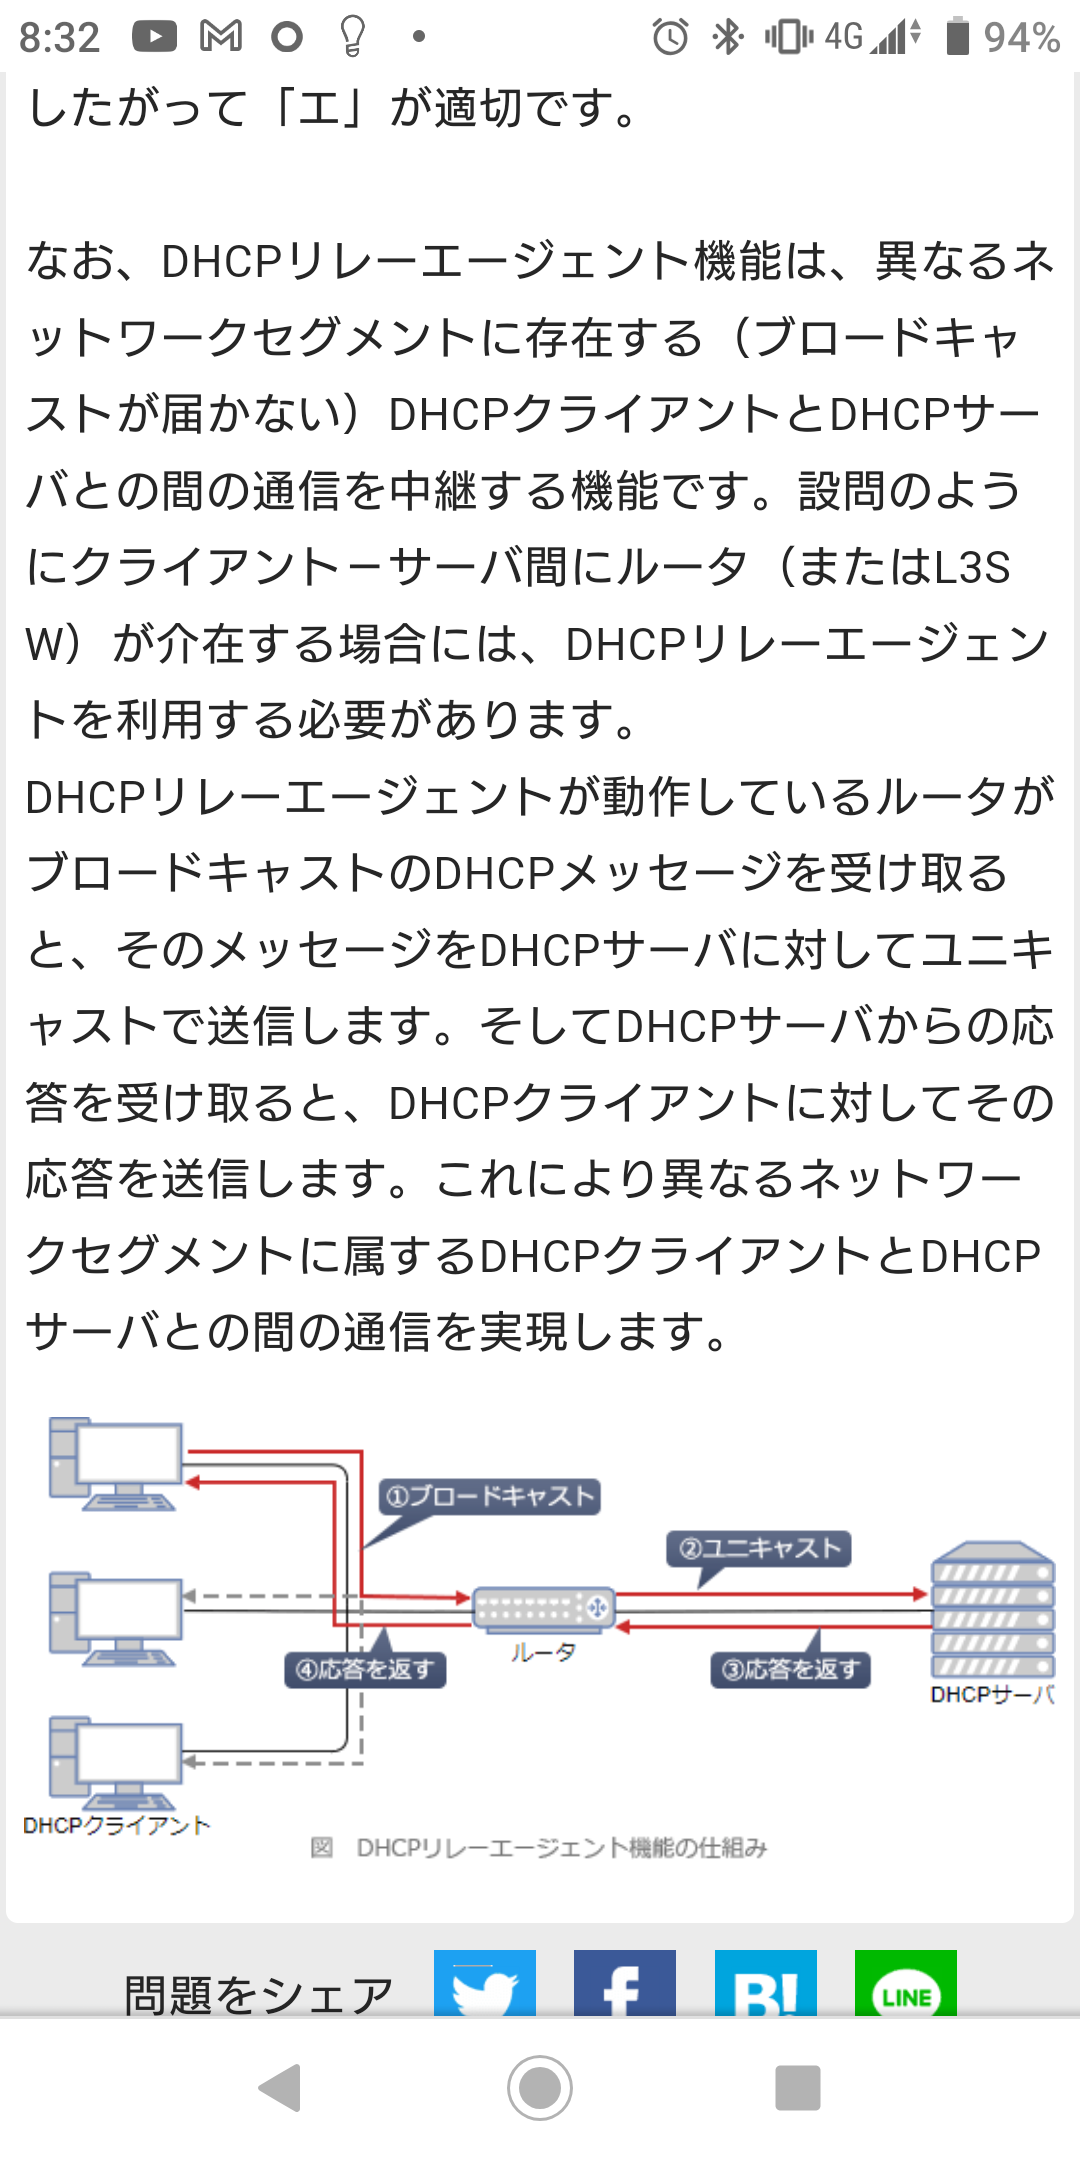 8:32 4G 94%
したがって「エ」が適切です。
なお、DHCPリレーエージェント機能は、異なるネ
ットワークセグメントに存在する（ブロードキャ
ストが届かない）DHCPクライアントとDHCPサー
バとの間の通信を中継する機能です。設問のよう
にクライアント－サーバ間にルータ（またはL3S
W）が介在する場合には、DHCPリレーエージェン
トを利用する必要があります。
DHCPリレーエージェントが動作しているルータが
ブロードキャストのDHCPメッセージを受け取る
と、そのメッセージをDHCPサーバに対してユニキ
ャストで送信します。そしてDHCPサーバからの応
答を受け取ると、DHCPクライアントに対してその
応答を送信します。これにより異なるネットワー
クセグメントに属するDHCPクライアントとDHCP
サーバとの間の通信を実現します。
①ブロードキャスト
②ユニキャスト
ルータ
④応答を返す
③応答を返す
DHCPサーバ
DHCPクライアント
図　DHCPリレーエージェント機能の仕組み
問題をシェア
f
B!
LINE